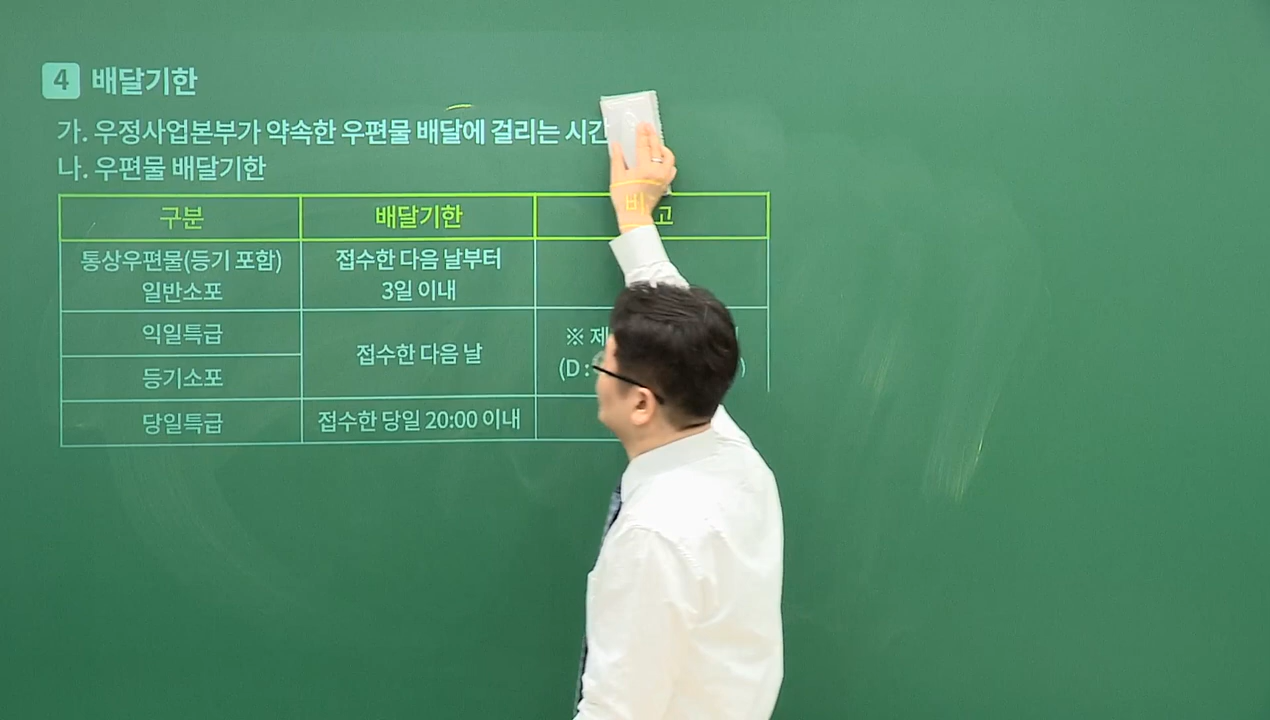 4 배달기한
가. 우정사업본부가 약속한 우편물 배달에 걸리는 시간
나. 우편물 배달기한
구분 배달기한 비고
통상우편물(등기 포함)
일반소포
접수한 다음 날부터
3일 이내
익일특급
등기소포
접수한 다음 날
※ 제
(D :
)
당일특급 접수한 당일 20:00 이내